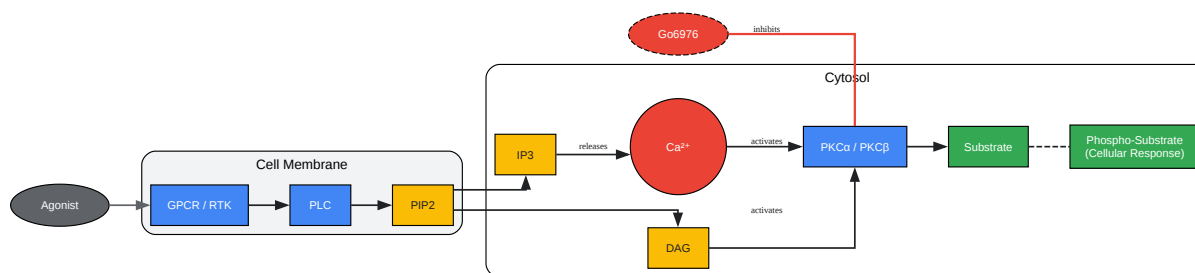 Go6976
inhibits
Cytosol
Cell Membrane
Agonist
GPCR / RTK
PLC
PIP2
IP3
releases
Ca²⁺
activates
PKCα / PKCβ
Substrate
Phospho-Substrate
(Cellular Response)
activates
DAG